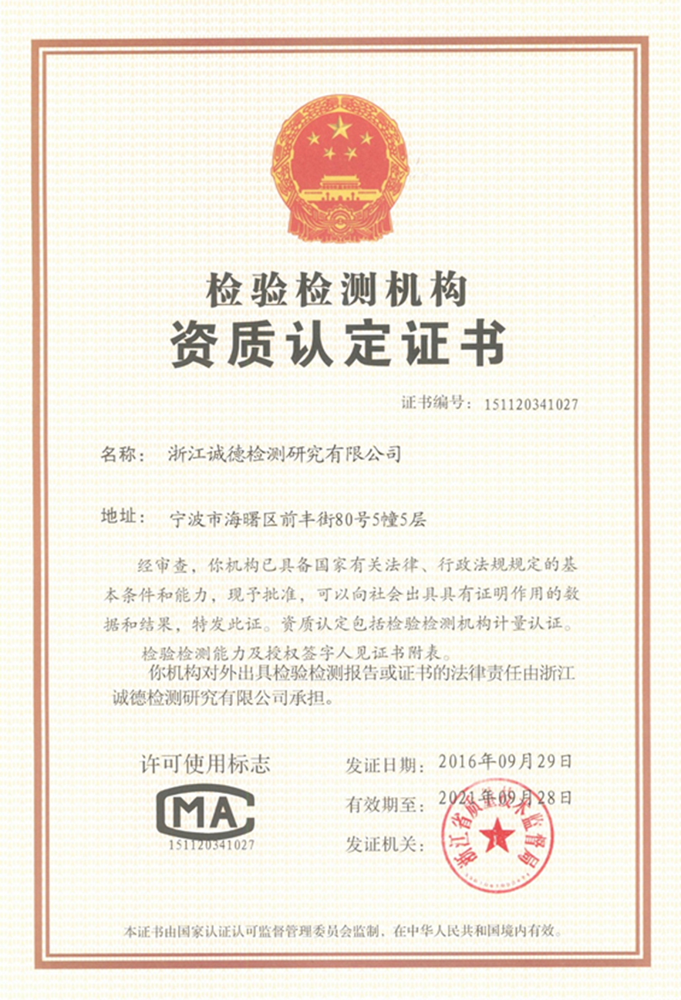 检验检测机构
资质认定证书
证书编号：151120341027
名称：浙江诚德检测研究有限公司
地址：宁波市海曙区前丰街80号5幢5层
经审查，你机构已具备国家有关法律、行政法规规定的基
本条件和能力，现予批准，可以向社会出具具有证明作用的数
据和结果，特发此证。资质认定包括检验检测机构计量认证。
检验检测能力及授权签字人见证书附表。
你机构对外出具检验检测报告或证书的法律责任由浙江
诚德检测研究有限公司承担。
许可使用标志
MA
151120341027
发证日期：2016年09月29日
有效期至：2021年09月28日
发证机关：
浙江省质量技术监督局
本证书由国家认证认可监督管理委员会监制，在中华人民共和国境内有效。